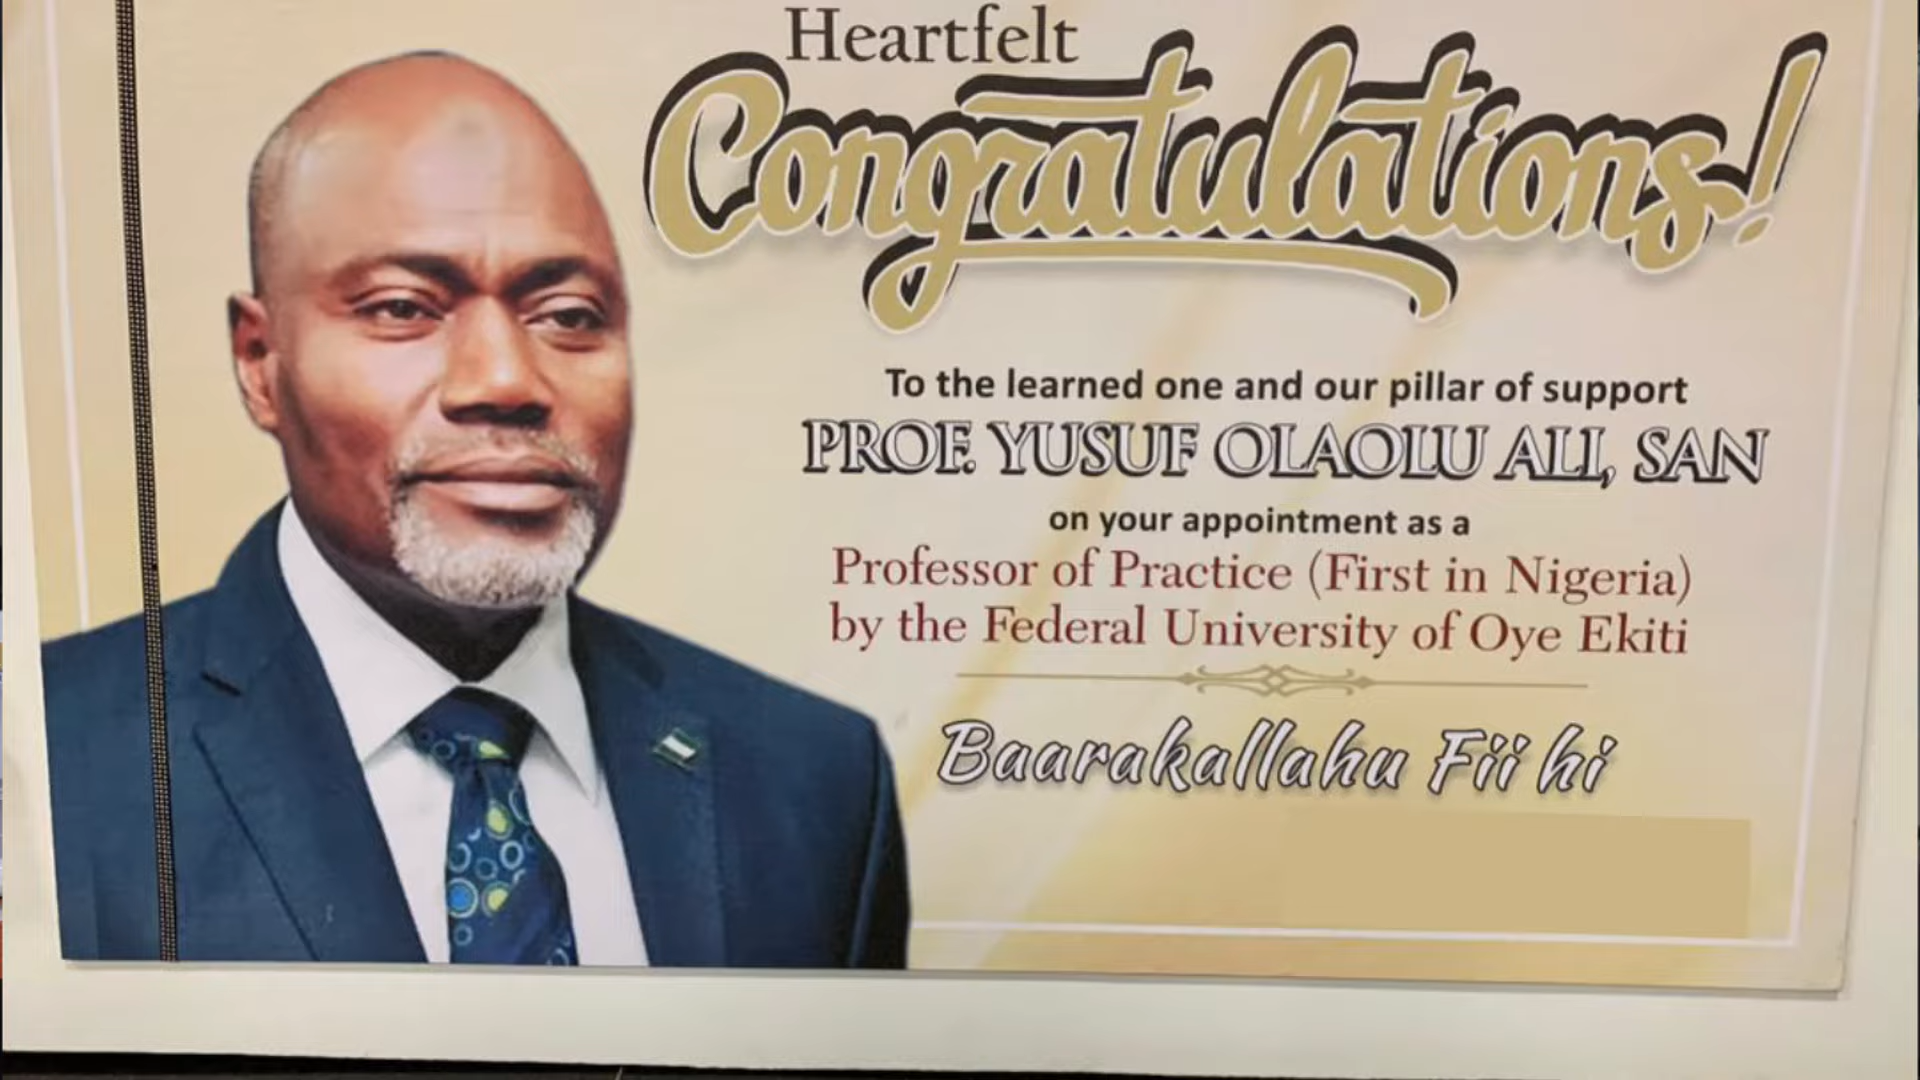 Heartfelt
Congratulations!
To the learned one and our pillar of support
PROF. YUSUF OLAOLU ALI, SAN
on your appointment as a
Professor of Practice (First in Nigeria)
by the Federal University of Oye Ekiti
Baarakallahu Fii hi